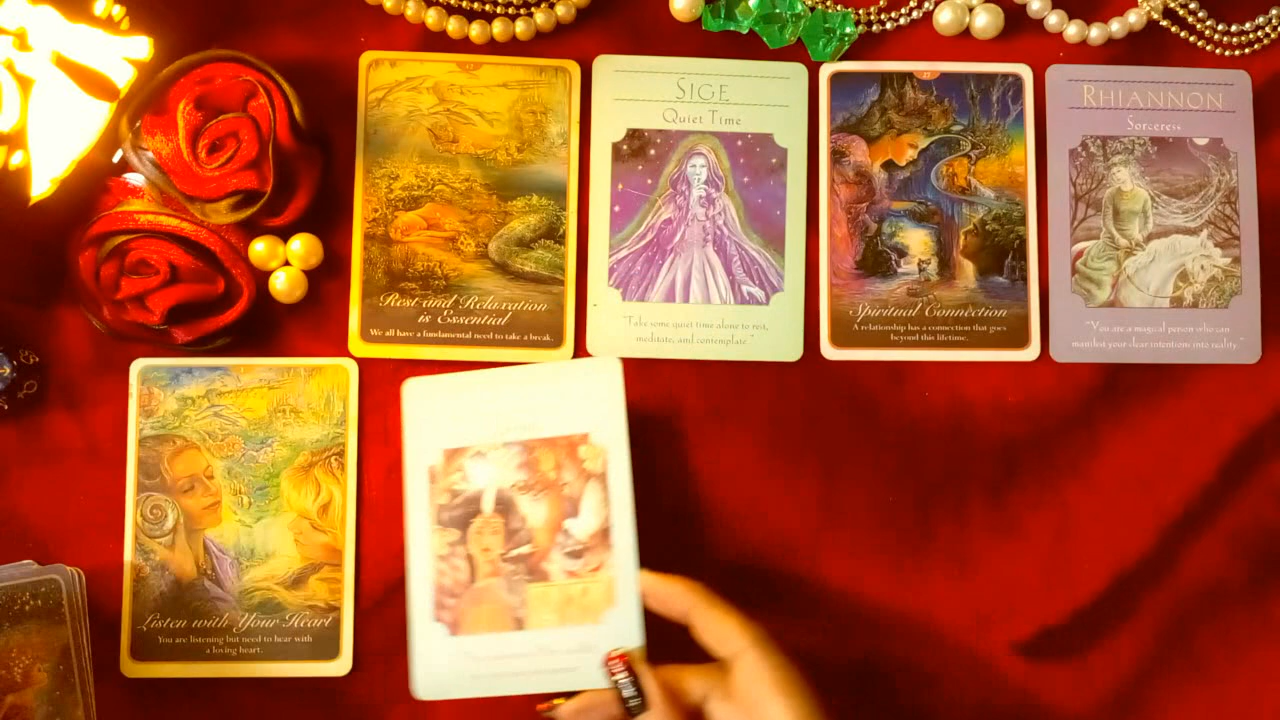 42
Rest and Relaxation
is Essential
We all have a fundamental need to take a break.
SIGE
Quiet Time
"Take some quiet time alone to rest,
meditate, and contemplate."
27
Spiritual Connection
A relationship has a connection that goes
beyond this lifetime.
RHIANNON
Sorceress
"You are a magical person who can
manifest your clear intentions into reality."
Listen with Your Heart
You are listening but need to hear with
a loving heart.